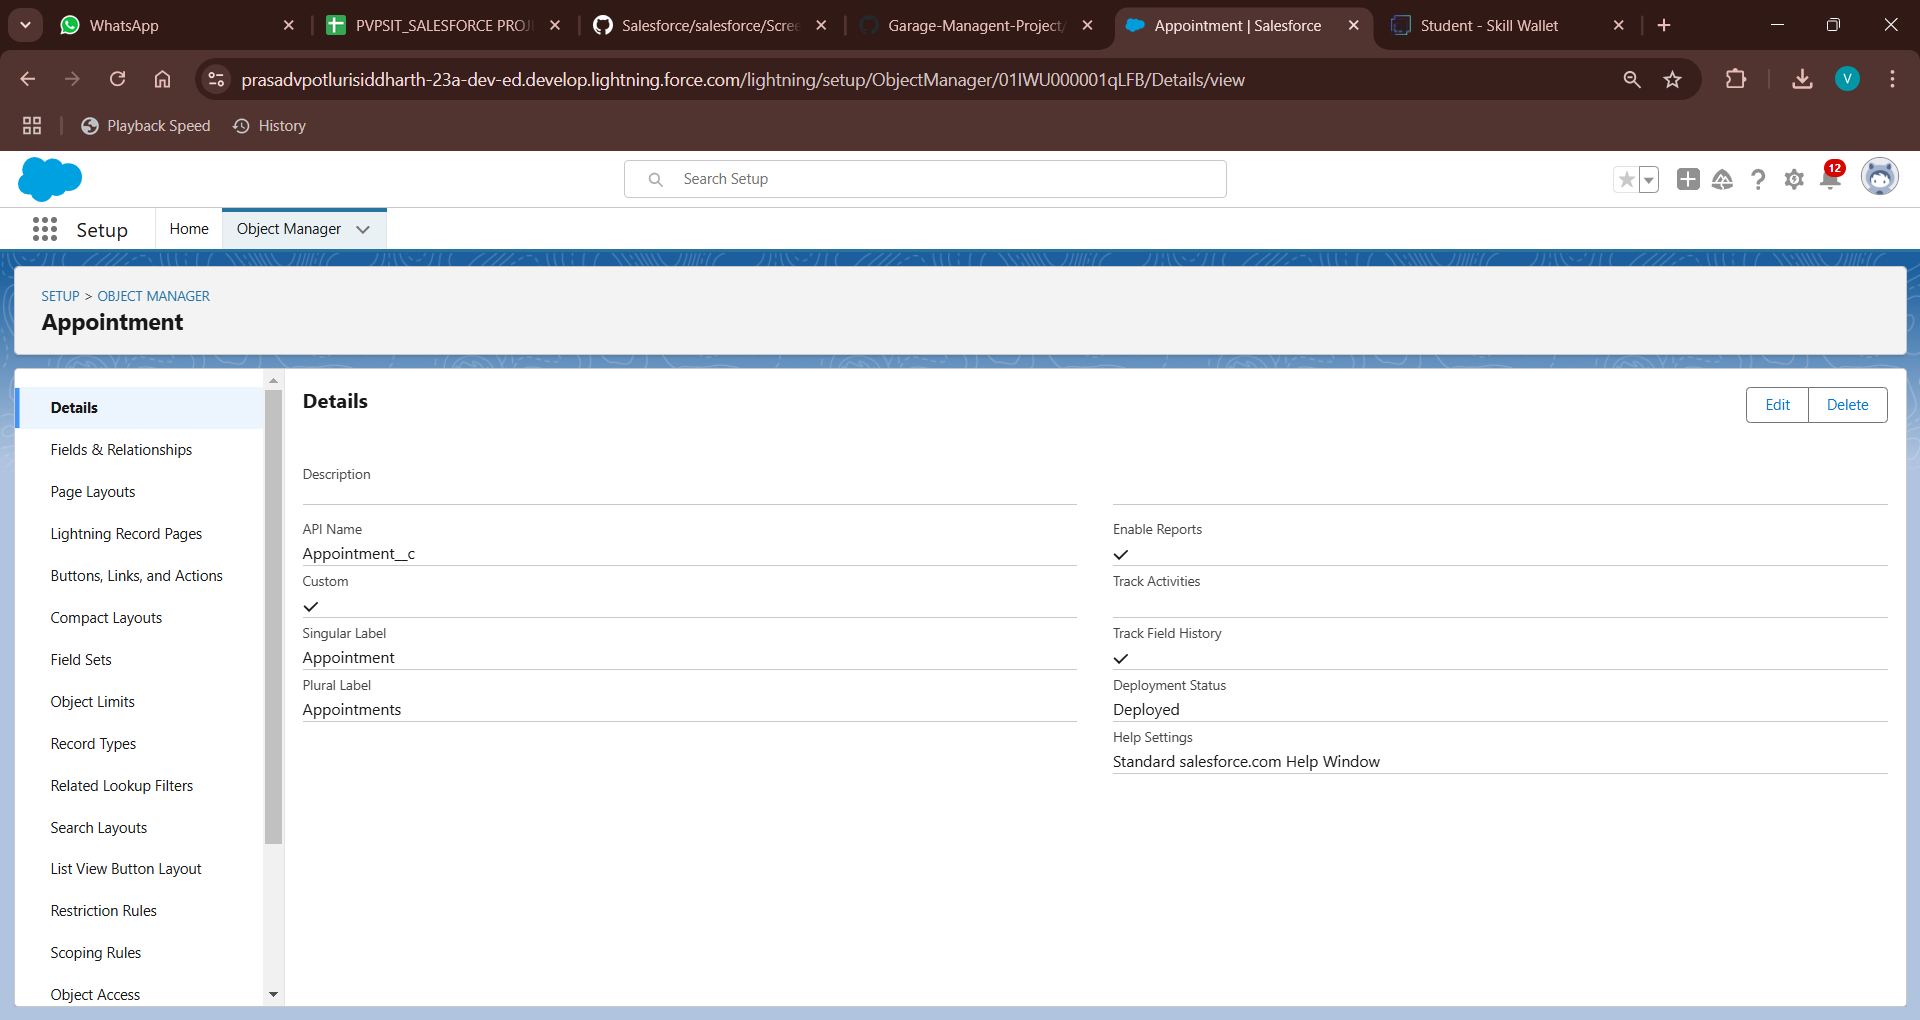 WhatsApp
PVPSIT_SALESFORCE PROJ
Salesforce/salesforce/Scree
Garage-Managent-Project/
Appointment | Salesforce
Student - Skill Wallet
prasadvpotlurisiddharth-23a-dev-ed.develop.lightning.force.com/lightning/setup/ObjectManager/01IWU000001qLFB/Details/view
V
Playback Speed
History
Search Setup
12
Setup
Home
Object Manager
SETUP > OBJECT MANAGER
Appointment
Details
Fields & Relationships
Page Layouts
Lightning Record Pages
Buttons, Links, and Actions
Compact Layouts
Field Sets
Object Limits
Record Types
Related Lookup Filters
Search Layouts
List View Button Layout
Restriction Rules
Scoping Rules
Object Access
Details
Edit
Delete
Description
API Name
Appointment__c
Custom
Singular Label
Appointment
Plural Label
Appointments
Enable Reports
Track Activities
Track Field History
Deployment Status
Deployed
Help Settings
Standard salesforce.com Help Window